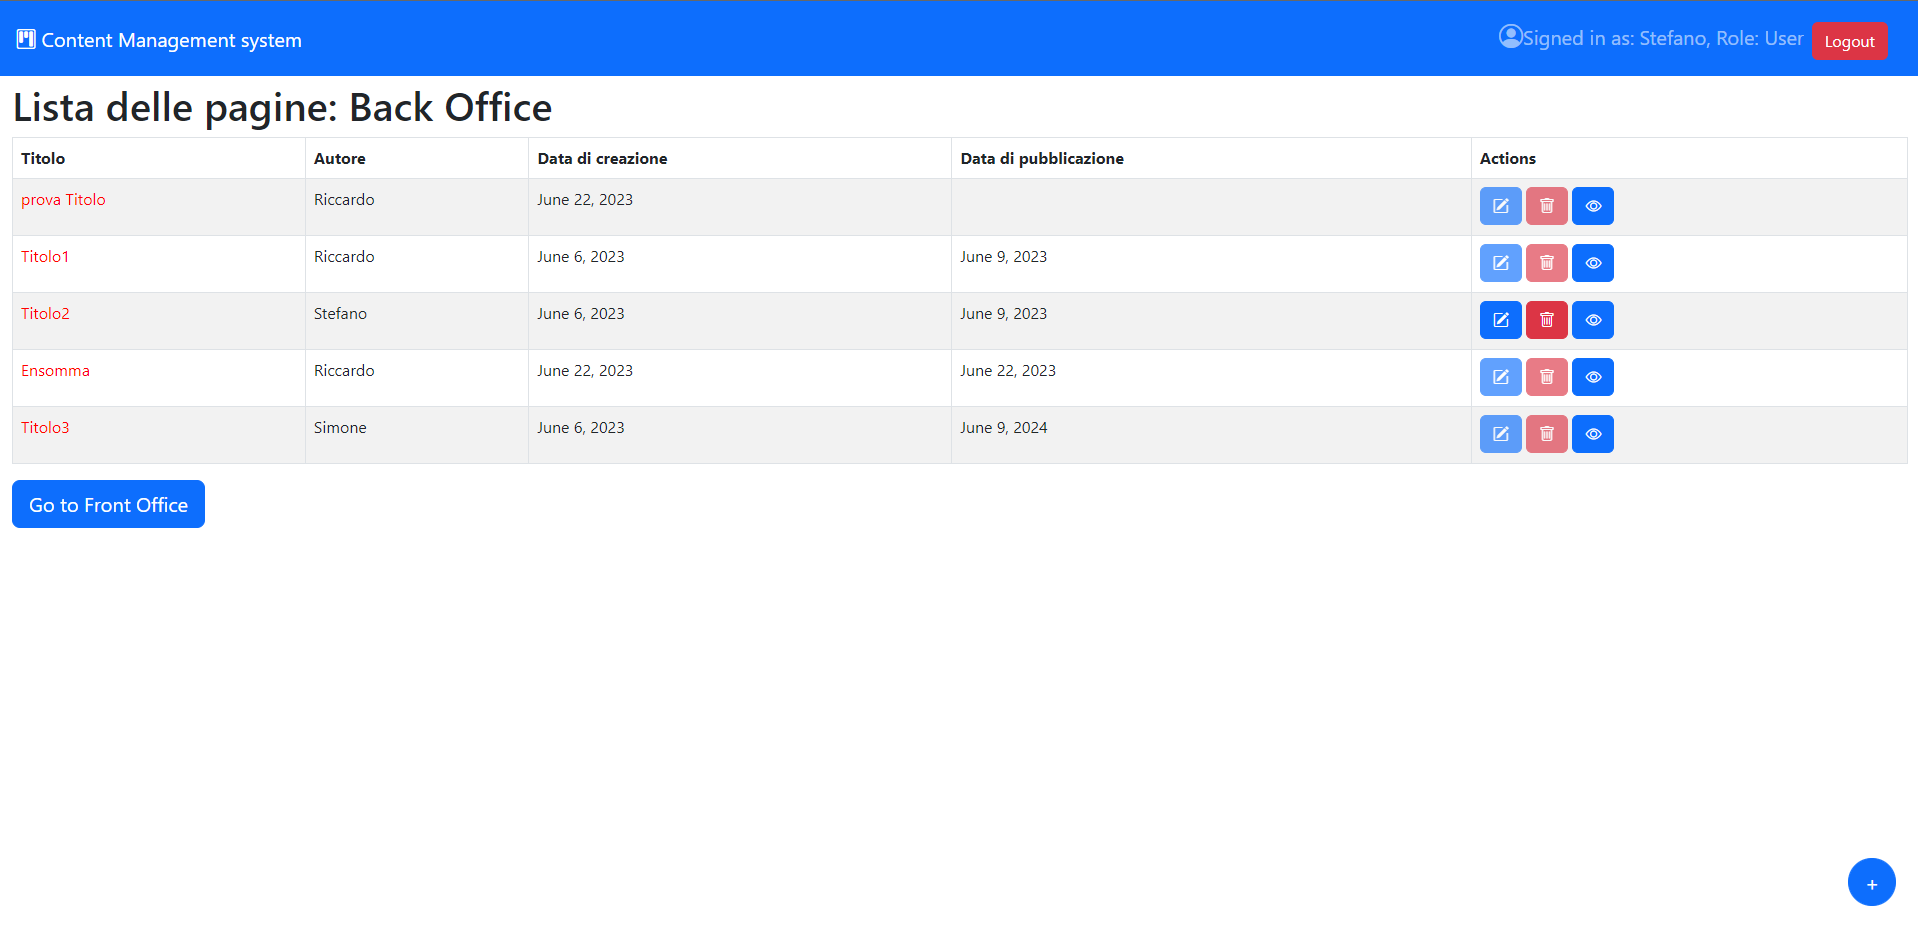 Content Management system
Signed in as: Stefano, Role: User Logout
Lista delle pagine: Back Office
Titolo Autore Data di creazione Data di pubblicazione Actions
prova Titolo Riccardo June 22, 2023
Titolo1 Riccardo June 6, 2023 June 9, 2023
Titolo2 Stefano June 6, 2023 June 9, 2023
Ensomma Riccardo June 22, 2023 June 22, 2023
Titolo3 Simone June 6, 2023 June 9, 2024
Go to Front Office
+